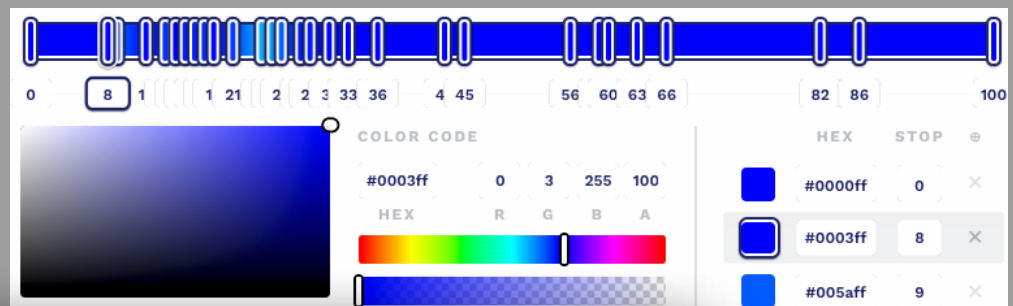 0 8 1 1 21 2 2 3 33 36 4 45 56 60 63 66 82 86 100
COLOR CODE
HEX STOP
#0003ff 0 3 255 100
HEX R G B A
#0000ff 0
#0003ff 8
#005aff 9